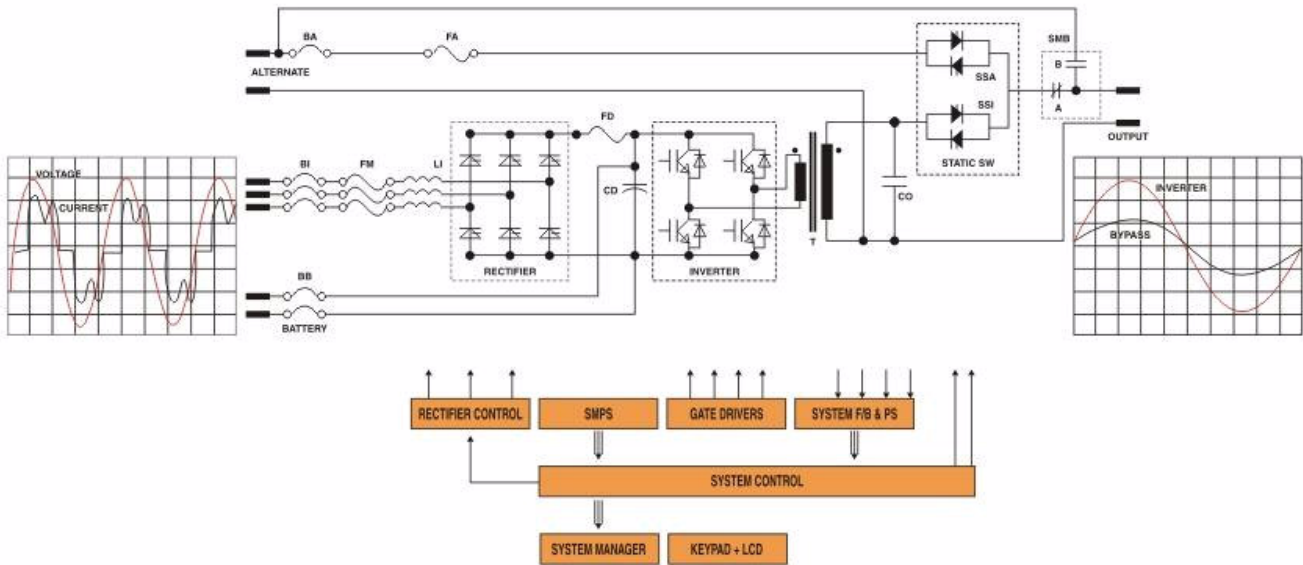 BA
FA
SMB
ALTERNATE
B
SSA
A
FD
SSI
OUTPUT
STATIC SW
VOLTAGE
BI
FM
LI
CD
CO
INVERTER
CURRENT
BYPASS
T
RECTIFIER
INVERTER
BB
BATTERY
RECTIFIER CONTROL
SMPS
GATE DRIVERS
SYSTEM F/B & PS
SYSTEM CONTROL
SYSTEM MANAGER
KEYPAD + LCD